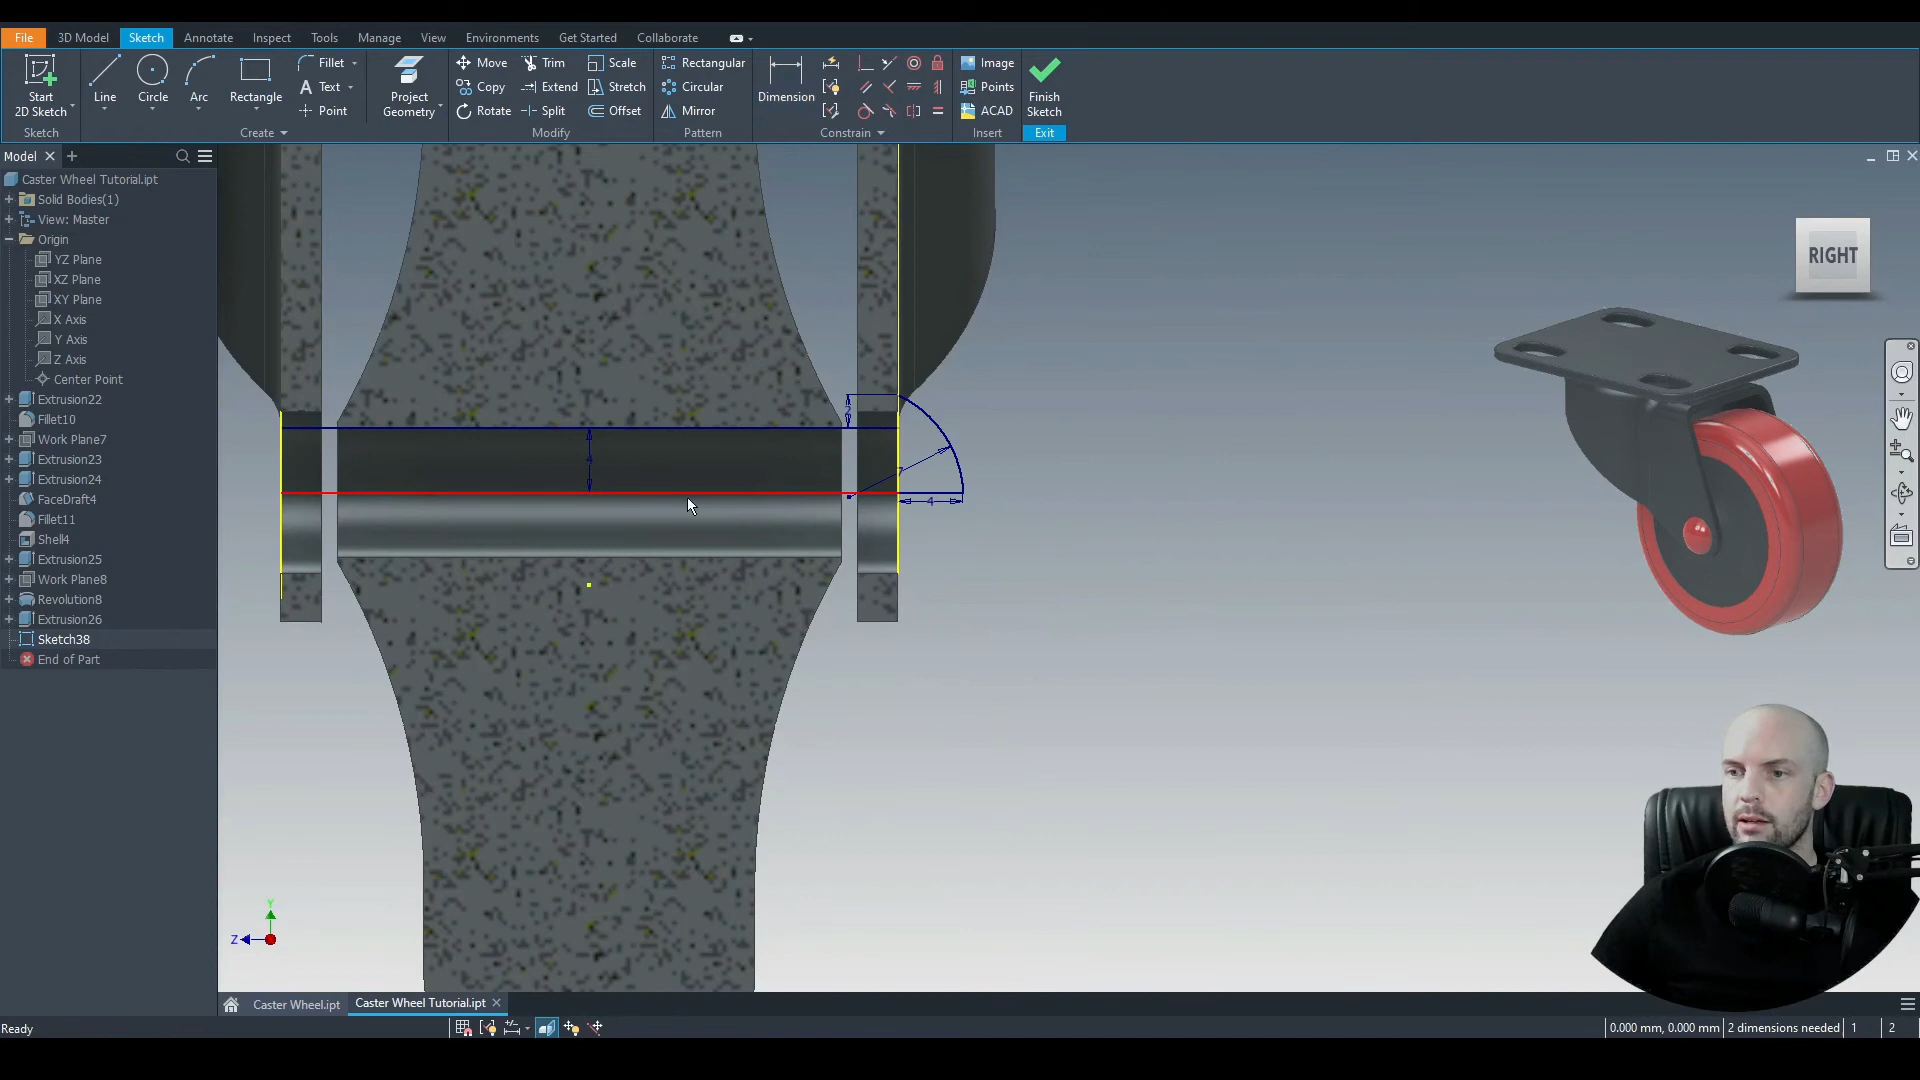 File 3D Model Sketch Annotate Inspect Tools Manage View Environments Get Started Collaborate
Start 2D Sketch
Line
Circle
Arc
Rectangle
Fillet
Text
Point
Project Geometry
Move Trim Scale
Copy Extend Stretch
Rotate Split Offset
Rectangular
Circular
Mirror
Dimension
Image
Points
ACAD
Finish Sketch
Sketch Create Modify Pattern Constrain Insert Exit
Model
Caster Wheel Tutorial.ipt
Solid Bodies(1)
View: Master
Origin
YZ Plane
XZ Plane
XY Plane
X Axis
Y Axis
Z Axis
Center Point
Extrusion22
Fillet10
Work Plane7
Extrusion23
Extrusion24
FaceDraft4
Fillet11
Shell4
Extrusion25
Work Plane8
Revolution8
Extrusion26
Sketch38
End of Part
RIGHT
2
4
7
4
Y
Z
Caster Wheel.ipt Caster Wheel Tutorial.ipt
Ready
0.000 mm, 0.000 mm 2 dimensions needed 1 2